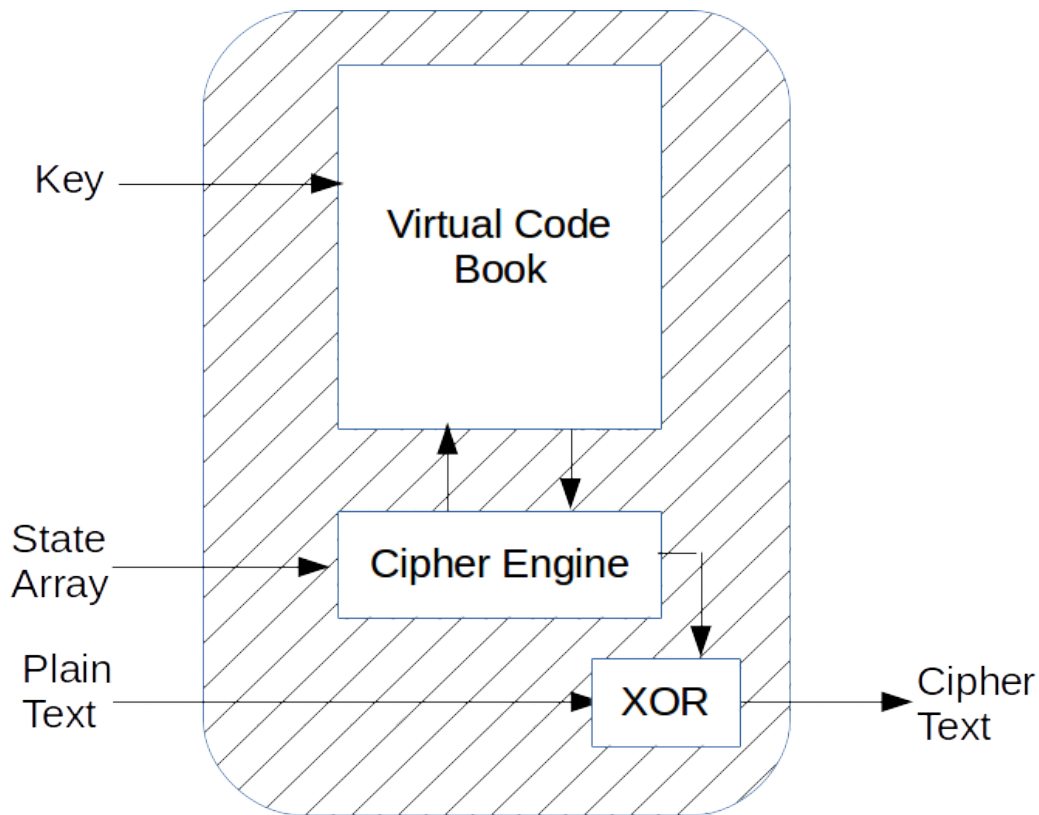 Key
Virtual Code
Book
State
Array
Cipher Engine
Plain
Text
XOR
Cipher
Text